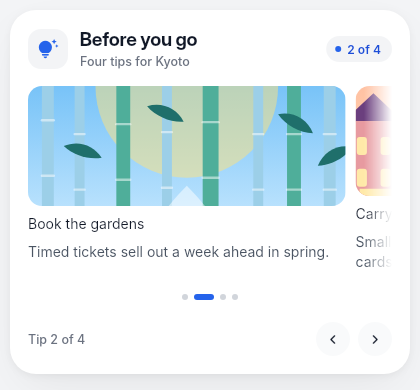 Before you go
Four tips for Kyoto
2 of 4
Book the gardens
Timed tickets sell out a week ahead in spring.
Carry
Small
cards
Tip 2 of 4